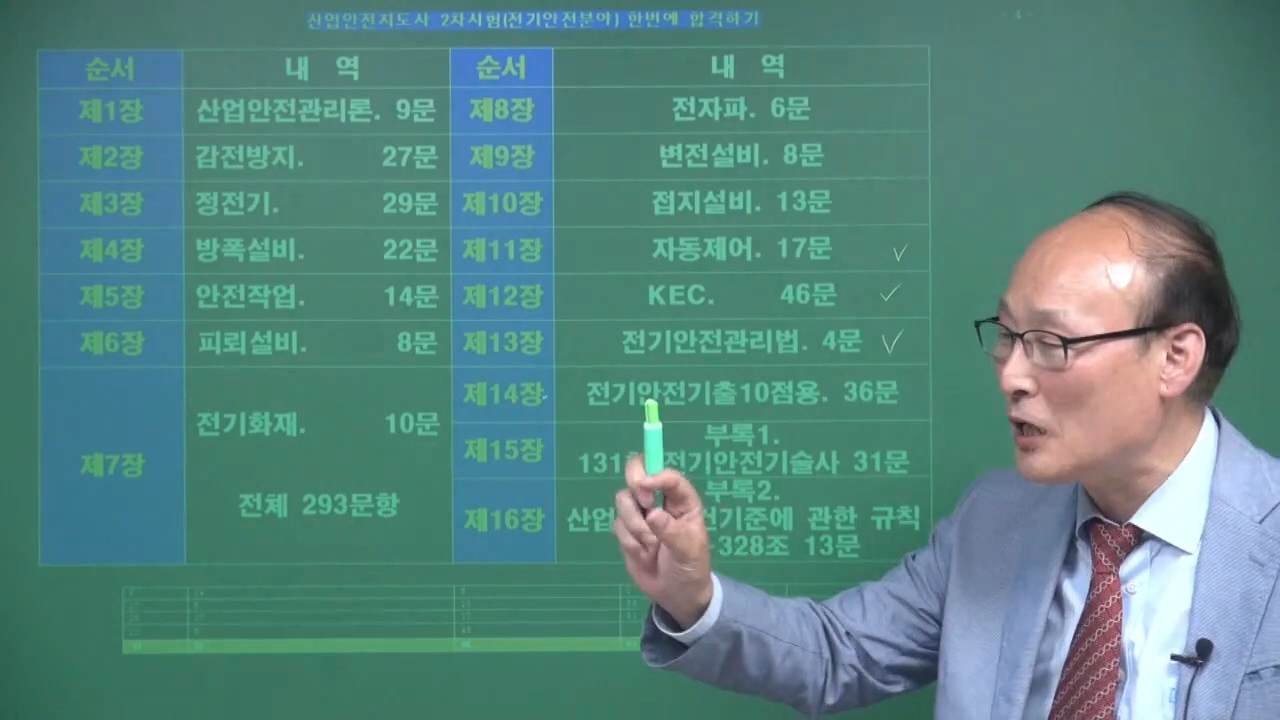 산업안전지도사 2차시험(전기안전분야) 한번에 합격하기
순서 내 역 순서 내 역
제1장 산업안전관리론. 9문 제8장 전자파. 6문
제2장 감전방지. 27문 제9장 변전설비. 8문
제3장 정전기. 29문 제10장 접지설비. 13문
제4장 방폭설비. 22문 제11장 자동제어. 17문
제5장 안전작업. 14문 제12장 KEC. 46문
제6장 피뢰설비. 8문 제13장 전기안전관리법. 4문
제7장 전기화재. 10문
전체 293문항
제14장 전기안전기출10점용. 36문
제15장 부록1.
131 전기안전기술사 31문
제16장 부록2.
산업 기준에 관한 규칙
328조 13문